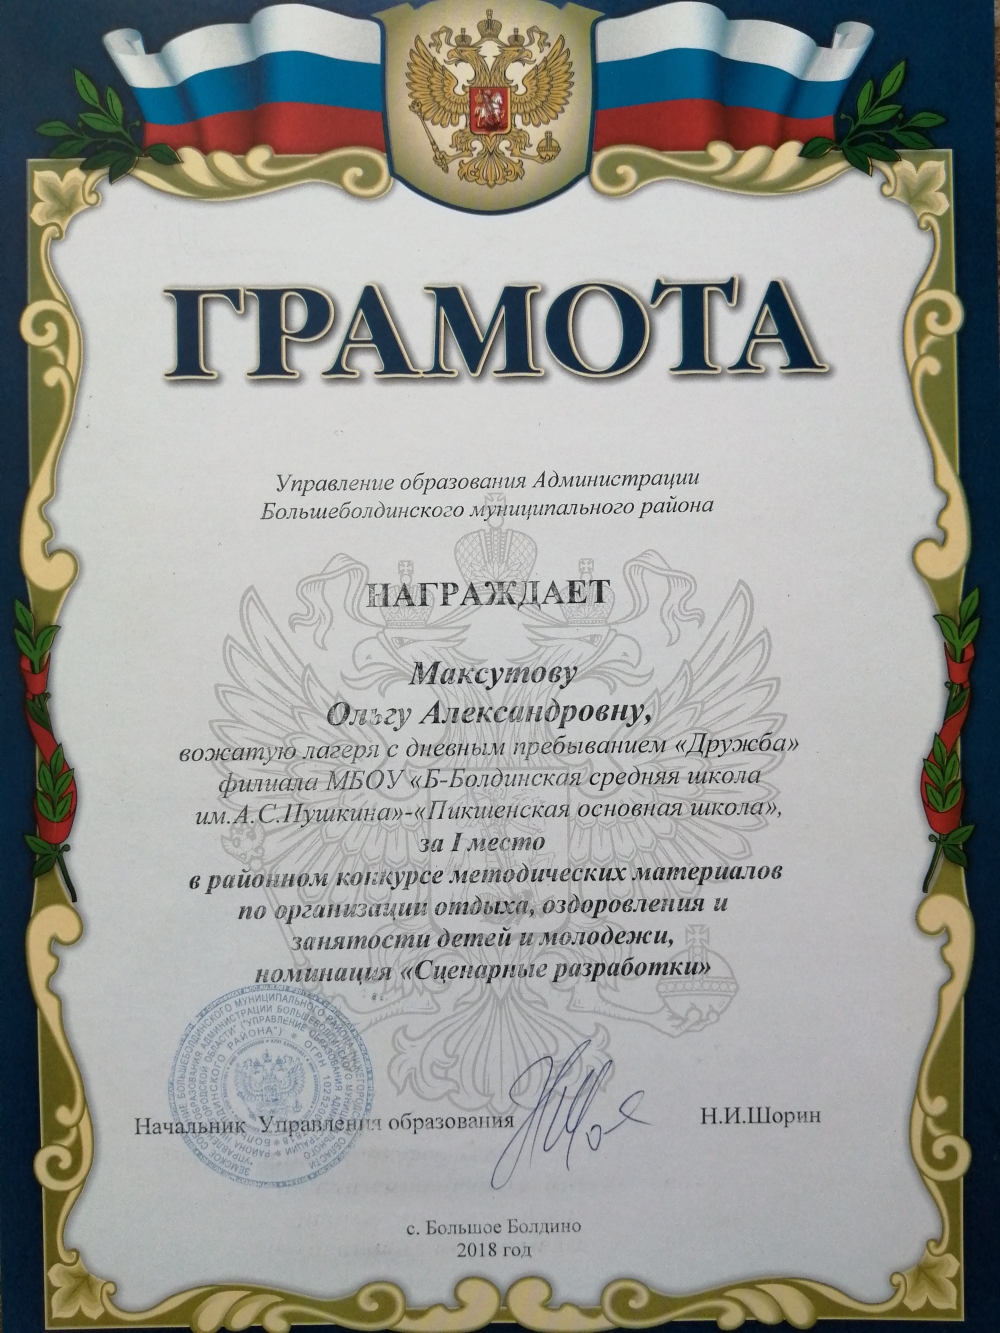 ГРАМОТА
Управление образования Администрации
Большеболдинского муниципального района
НАГРАЖДАЕТ
Максутову
Ольгу Александровну,
вожатую лагеря с дневным пребыванием «Дружба»
филиала МБОУ «Б-Болдинская средняя школа
им.А.С.Пушкина»-«Пикшенская основная школа»,
за I место
в районном конкурсе методических материалов
по организации отдыха, оздоровления и
занятости детей и молодежи,
номинация «Сценарные разработки»
Начальник Управления образования
Н.И.Шорин
с. Большое Болдино
2018 год